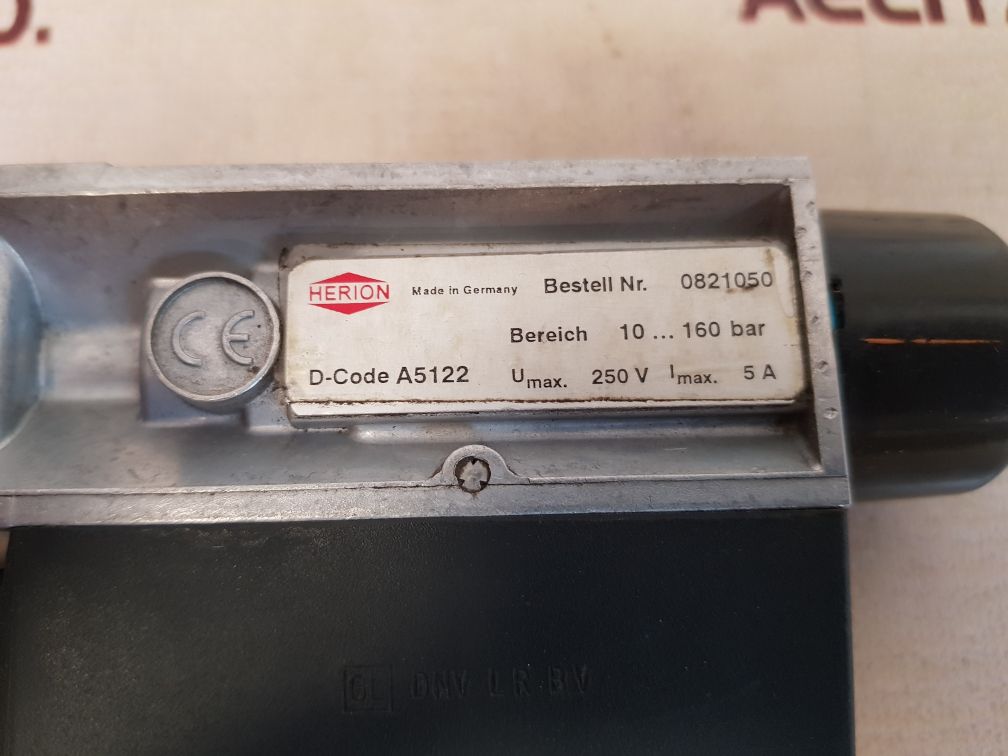 HERION Made in Germany Bestell Nr. 0821050
Bereich 10 ... 160 bar
D-Code A5122 Umax. 250 V Imax. 5 A
CE
GL DNV LR BV